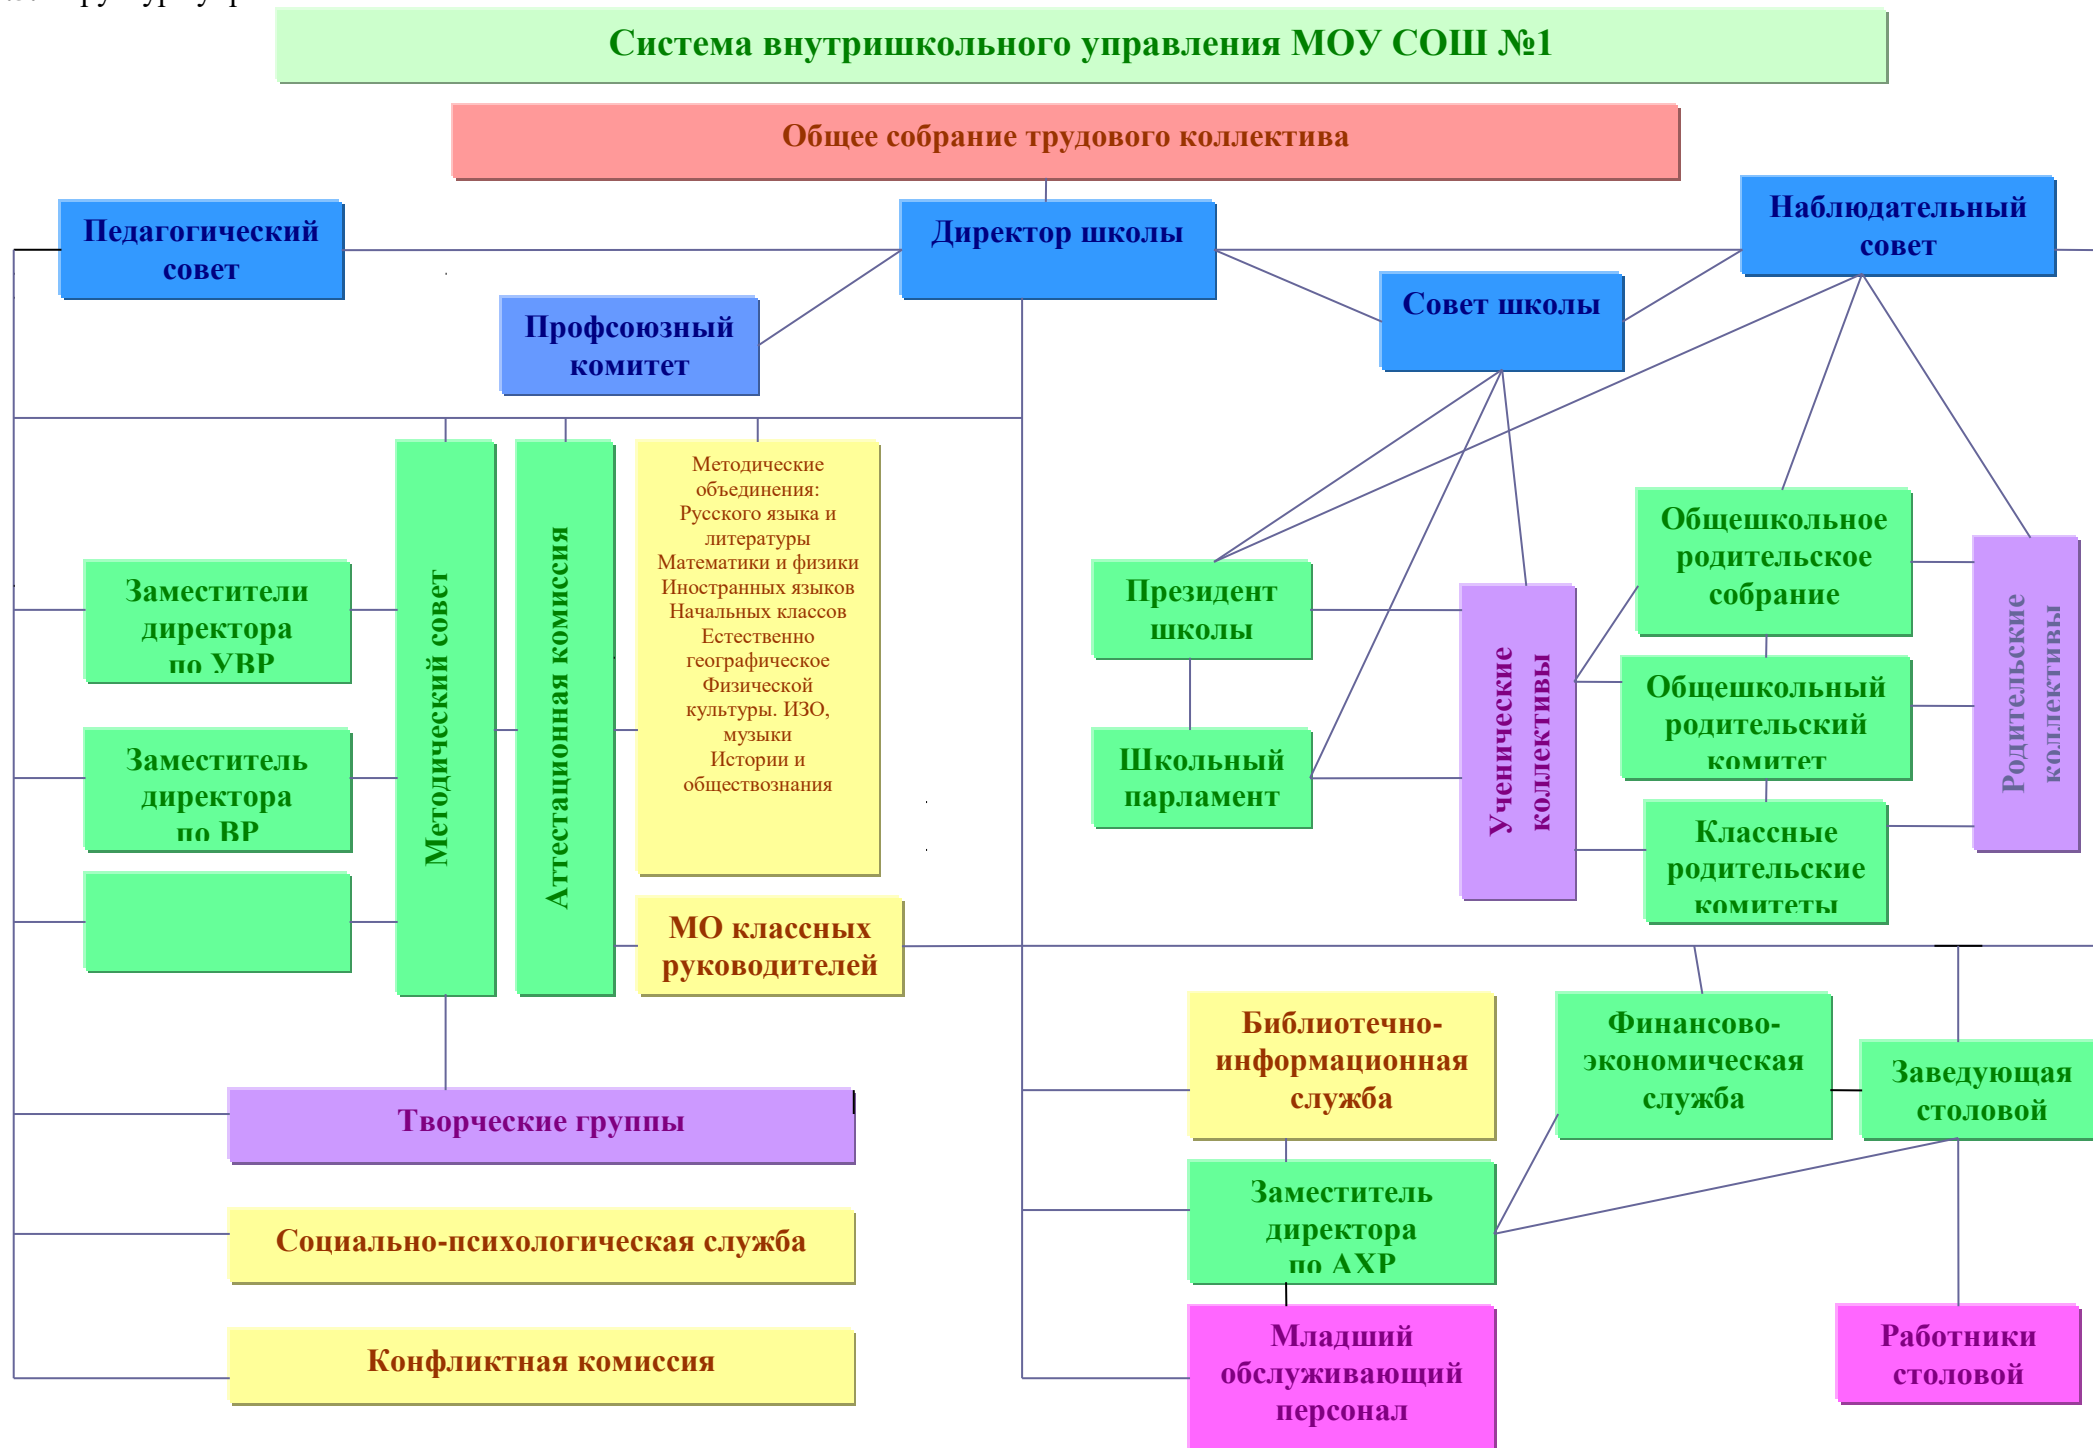 Система внутришкольного управления МОУ СОШ №1
Общее собрание трудового коллектива
Педагогический
совет
Директор школы
Наблюдательный
совет
Профсоюзный
комитет
Совет школы
Заместители
директора
по УВР
Заместитель
директора
по ВР
Методический совет
Аттестационная комиссия
Методические
объединения:
Русского языка и
литературы
Математики и физики
Иностранных языков
Начальных классов
Естественно
географическое
Физической
культуры. ИЗО,
музыки
Истории и
обществознания
МО классных
руководителей
Президент
школы
Школьный
парламент
Ученические
коллективы
Общешкольное
родительское
собрание
Общешкольный
родительский
комитет
Классные
родительские
комитеты
Родительские
коллективы
Творческие группы
Социально-психологическая служба
Конфликтная комиссия
Библиотечно-
информационная
служба
Финансово-
экономическая
служба
Заведующая
столовой
Заместитель
директора
по АХР
Младший
обслуживающий
персонал
Работники
столовой